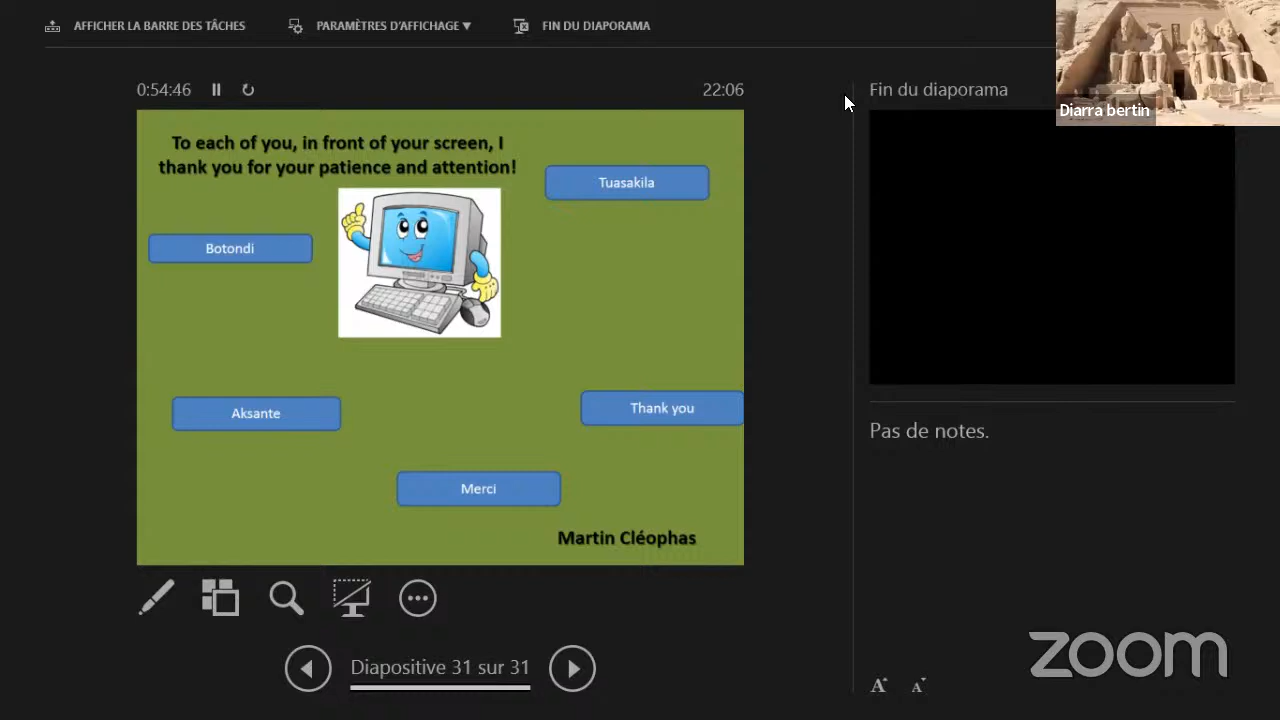 AFFICHER LA BARRE DES TÂCHES
PARAMÈTRES D'AFFICHAGE ▼
FIN DU DIAPORAMA
Diarra bertin
0:54:46
22:06
Fin du diaporama
To each of you, in front of your screen, I
thank you for your patience and attention!
Tuasakila
Botondi
Aksante
Thank you
Merci
Martin Cléophas
Pas de notes.
Diapositive 31 sur 31
A A
zoom